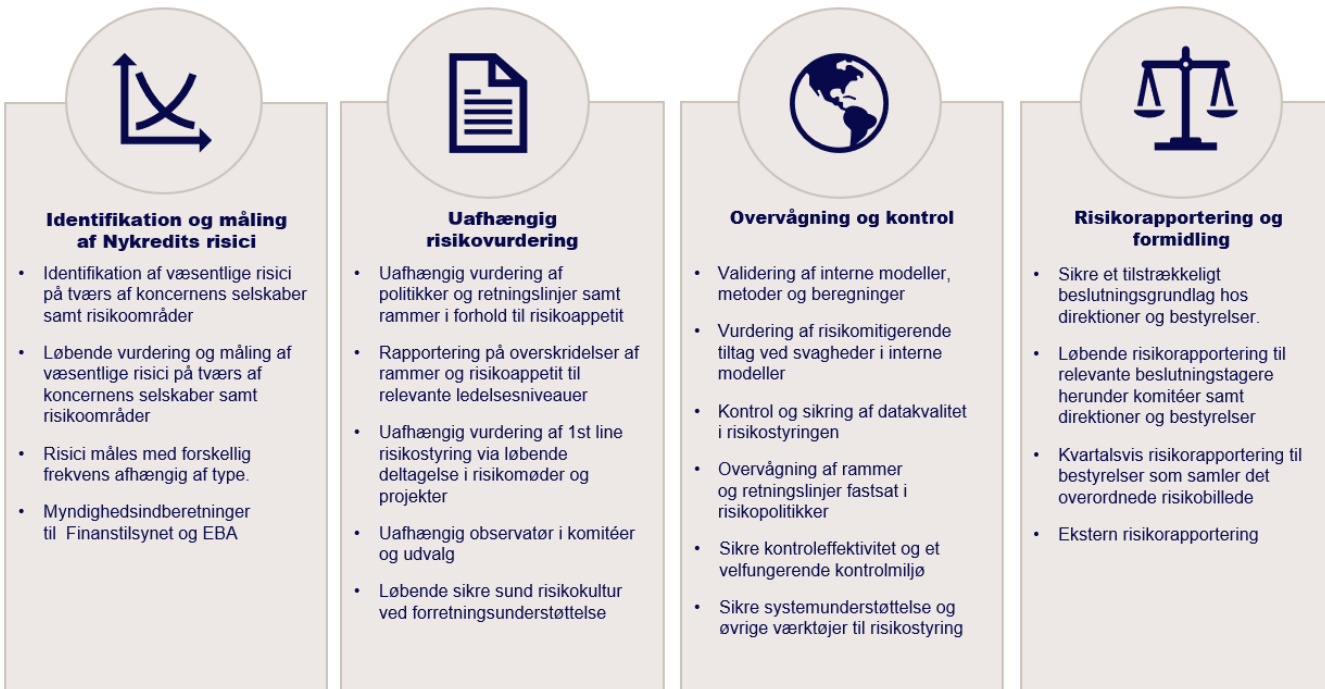 Identifikation og måling
af Nykredits risici
• Identifikation af væsentlige risici
på tværs af koncernens selskaber
samt risikoområder
• Løbende vurdering og måling af
væsentlige risici på tværs af
koncernens selskaber samt
risikoområder
• Risici måles med forskellig
frekvens afhængig af type.
• Myndighedsindberetninger
til Finanstilsynet og EBA
Uafhængig
risikovurdering
• Uafhængig vurdering af
politikker og retningslinjer samt
rammer i forhold til risikoappetit
• Rapportering på overskridelser af
rammer og risikoappetit til
relevante ledelsesniveauer
• Uafhængig vurdering af 1st line
risikostyring via løbende
deltagelse i risikomøder og
projekter
• Uafhængig observatør i komitéer
og udvalg
• Løbende sikre sund risikokultur
ved forretningsunderstøttelse
Overvågning og kontrol
• Validering af interne modeller,
metoder og beregninger
• Vurdering af risikomitigerende
tiltag ved svagheder i interne
modeller
• Kontrol og sikring af datakvalitet
i risikostyringen
• Overvågning af rammer
og retningslinjer fastsat i
risikopolitikker
• Sikre kontroleffektivitet og et
velfungerende kontrolmiljø
• Sikre systemunderstøttelse og
øvrige værktøjer til risikostyring
Risikorapportering og
formidling
• Sikre et tilstrækkeligt
beslutningsgrundlag hos
direktioner og bestyrelser.
• Løbende risikorapportering til
relevante beslutningstagere
herunder komitéer samt
direktioner og bestyrelser
• Kvartalsvis risikorapportering til
bestyrelser som samler det
overordnede risikobillede
• Ekstern risikorapportering